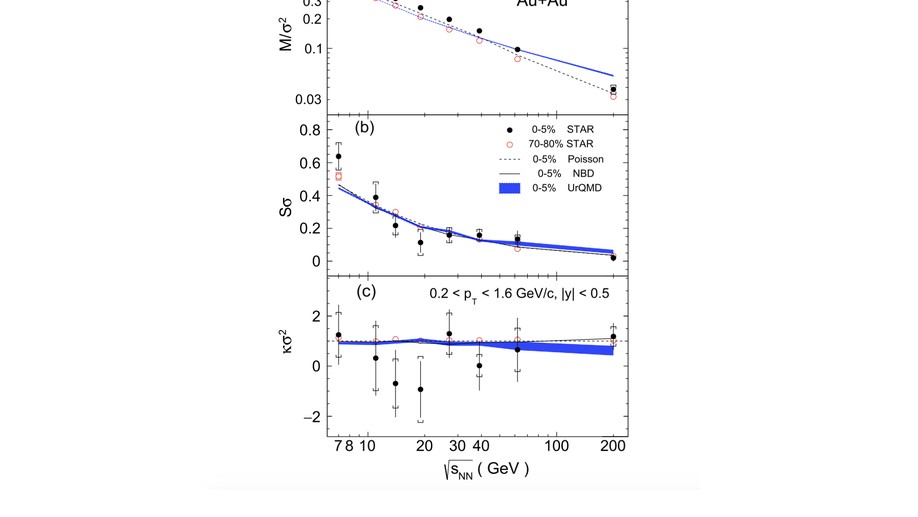 Au+Au
M/σ²
0.3
0.2
0.1
0.03
(b)
0-5% STAR
70-80% STAR
0-5% Poisson
0-5% NBD
0-5% UrQMD
Sσ
0.8
0.6
0.4
0.2
0
(c)
0.2 < p_T < 1.6 GeV/c, |y| < 0.5
κσ²
2
0
−2
7 8 10 20 30 40 100 200
√s_NN ( GeV )